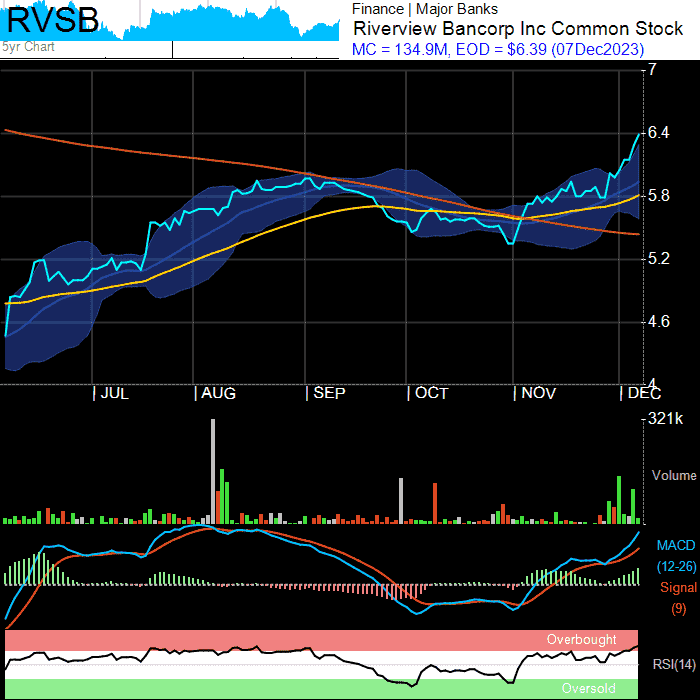 RVSB
5yr Chart
Finance | Major Banks
Riverview Bancorp Inc Common Stock
MC = 134.9M, EOD = $6.39 (07Dec2023)
7
6.4
5.8
5.2
4.6
4
JUL AUG SEP OCT NOV DEC
321k
Volume
MACD
(12-26)
Signal
(9)
Overbought
RSI(14)
Oversold